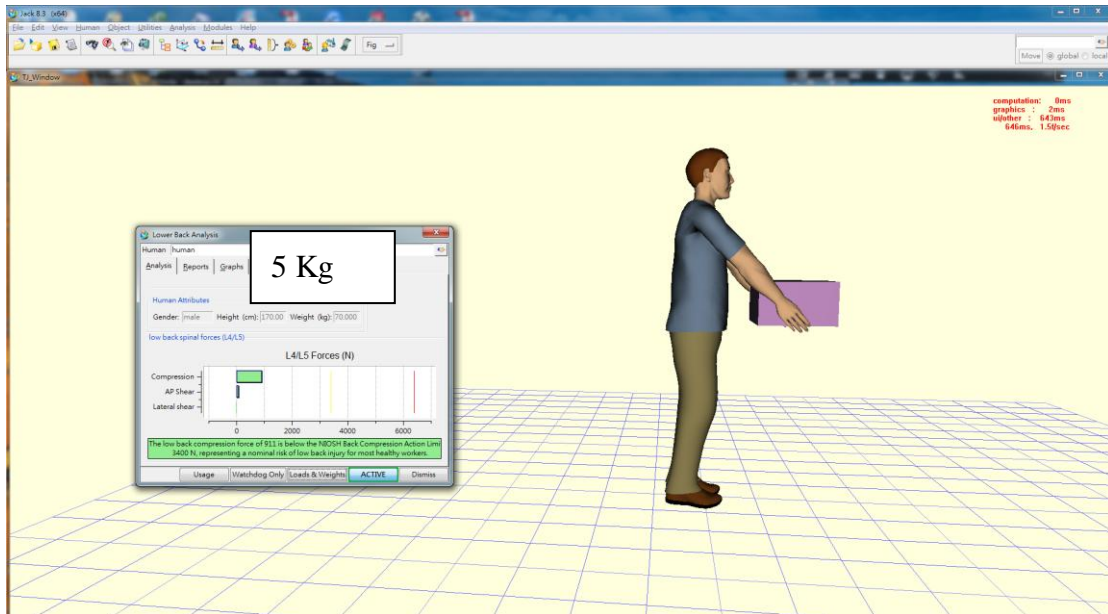 Jack 8.3 (x64)
File Edit View Human Object Utilities Analysis Modules Help
Fig
Move global local
TJ_Window
computation: 0ms
graphics : 2ms
ui/other : 643ms
646ms, 1.5f/sec
Lower Back Analysis
Human human
Analysis Reports Graphs
5 Kg
Human Attributes
Gender: male Height (cm): 170.00 Weight (kg): 70.000
low back spinal forces (L4/L5)
L4/L5 Forces (N)
Compression
AP Shear
Lateral shear
0 2000 4000 6000
The low back compression force of 911 is below the NIOSH Back Compression Action Limi
3400 N, representing a nominal risk of low back injury for most healthy workers.
Usage Watchdog Only Loads & Weights ACTIVE Dismiss